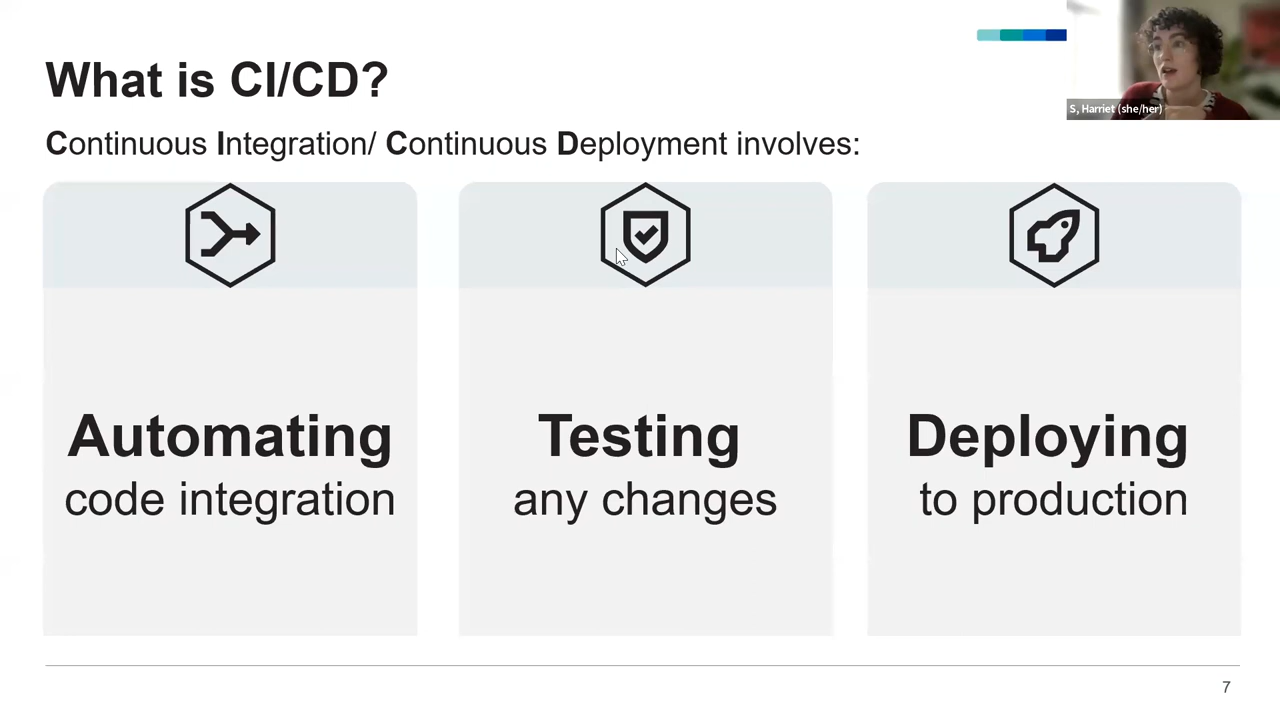 What is CI/CD?
S, Harriet (she/her)
Continuous Integration/ Continuous Deployment involves:
Automating
code integration
Testing
any changes
Deploying
to production
7